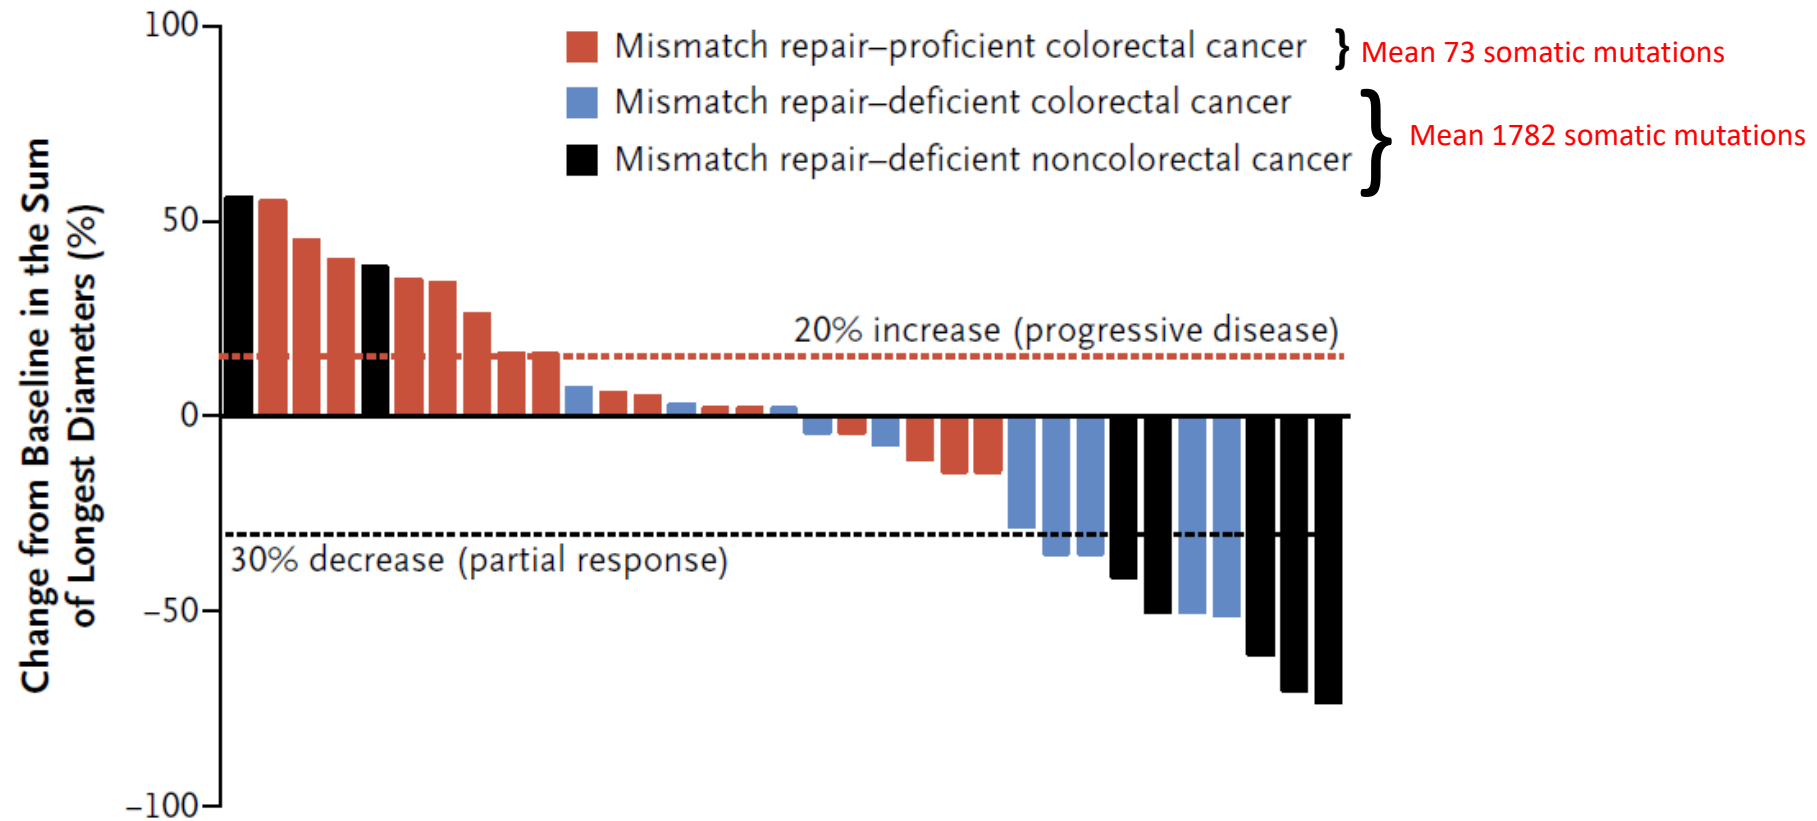 100
Mismatch repair–proficient colorectal cancer } Mean 73 somatic mutations
Mismatch repair–deficient colorectal cancer
Mismatch repair–deficient noncolorectal cancer } Mean 1782 somatic mutations
Change from Baseline in the Sum
of Longest Diameters (%)
50
20% increase (progressive disease)
0
30% decrease (partial response)
–50
–100